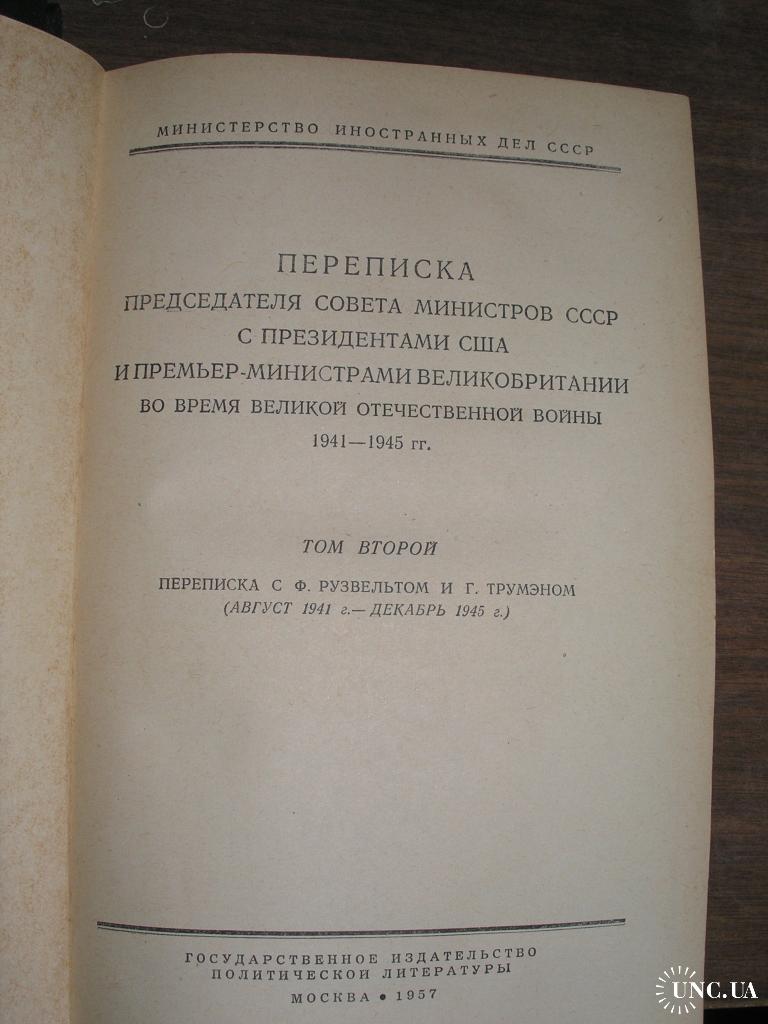 МИНИСТЕРСТВО ИНОСТРАННЫХ ДЕЛ СССР
ПЕРЕПИСКА
ПРЕДСЕДАТЕЛЯ СОВЕТА МИНИСТРОВ СССР
С ПРЕЗИДЕНТАМИ США
И ПРЕМЬЕР-МИНИСТРАМИ ВЕЛИКОБРИТАНИИ
ВО ВРЕМЯ ВЕЛИКОЙ ОТЕЧЕСТВЕННОЙ ВОЙНЫ
1941—1945 гг.
ТОМ ВТОРОЙ
ПЕРЕПИСКА С Ф. РУЗВЕЛЬТОМ И Г. ТРУМЭНОМ
(АВГУСТ 1941 г.— ДЕКАБРЬ 1945 г.)
ГОСУДАРСТВЕННОЕ ИЗДАТЕЛЬСТВО
ПОЛИТИЧЕСКОЙ ЛИТЕРАТУРЫ
МОСКВА • 1957
UNC.UA